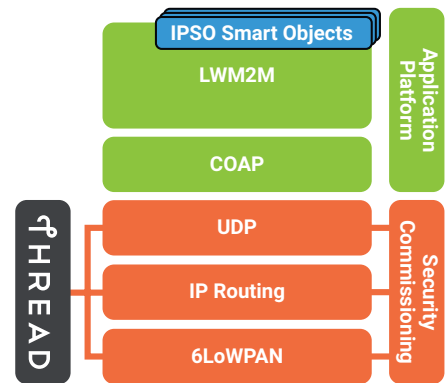 IPSO Smart Objects
LWM2M
Application
Platform
COAP
THREAD
UDP
IP Routing
6LoWPAN
Security
Commissioning